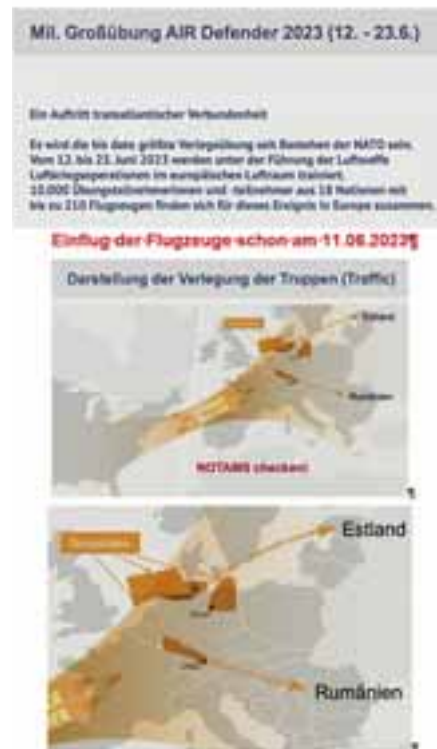 Mil. Großübung AIR Defender 2023 (12. - 23.6.)
Ein Auftritt transatlantischer Verbundenheit
Es wird die bis dato größte Verlegeübung seit Bestehen der NATO sein.
Vom 12. bis 23. Juni 2023 werden unter der Führung der Luftwaffe
Luftkriegsoperationen im europäischen Luftraum trainiert.
10.000 Übungsteilnehmerinnen und -teilnehmer aus 18 Nationen mit
bis zu 210 Flugzeugen finden sich für dieses Ereignis in Europa zusammen.
Einflug der Flugzeuge schon am 11.06.2023¶
Darstellung der Verlegung der Truppen (Traffic)
Estland
Rumänien
NOTAMS checken!
¶
Estland
Rumänien
¶